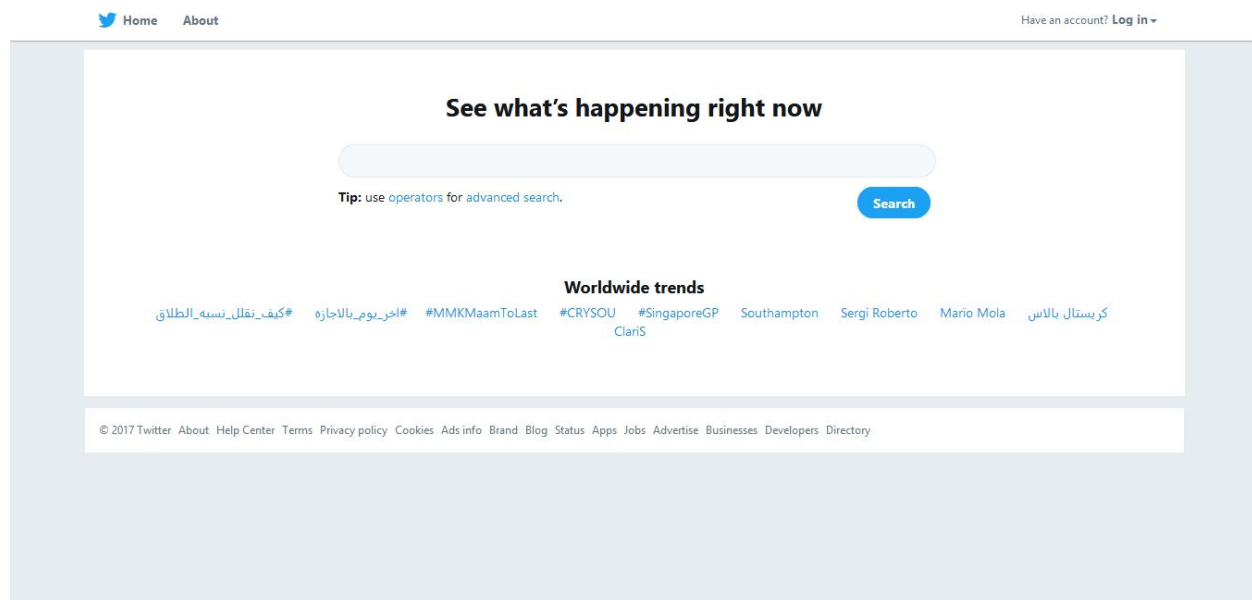 Home About Have an account? Log in
See what's happening right now
Tip: use operators for advanced search.
Search
Worldwide trends
#كيف_نقلل_نسبه_الطلاق #اخر_يوم_بالاجازه #MMKMaamToLast #CRYSOU #SingaporeGP Southampton Sergi Roberto Mario Mola كريستال بالاس
ClariS
© 2017 Twitter About Help Center Terms Privacy policy Cookies Ads info Brand Blog Status Apps Jobs Advertise Businesses Developers Directory